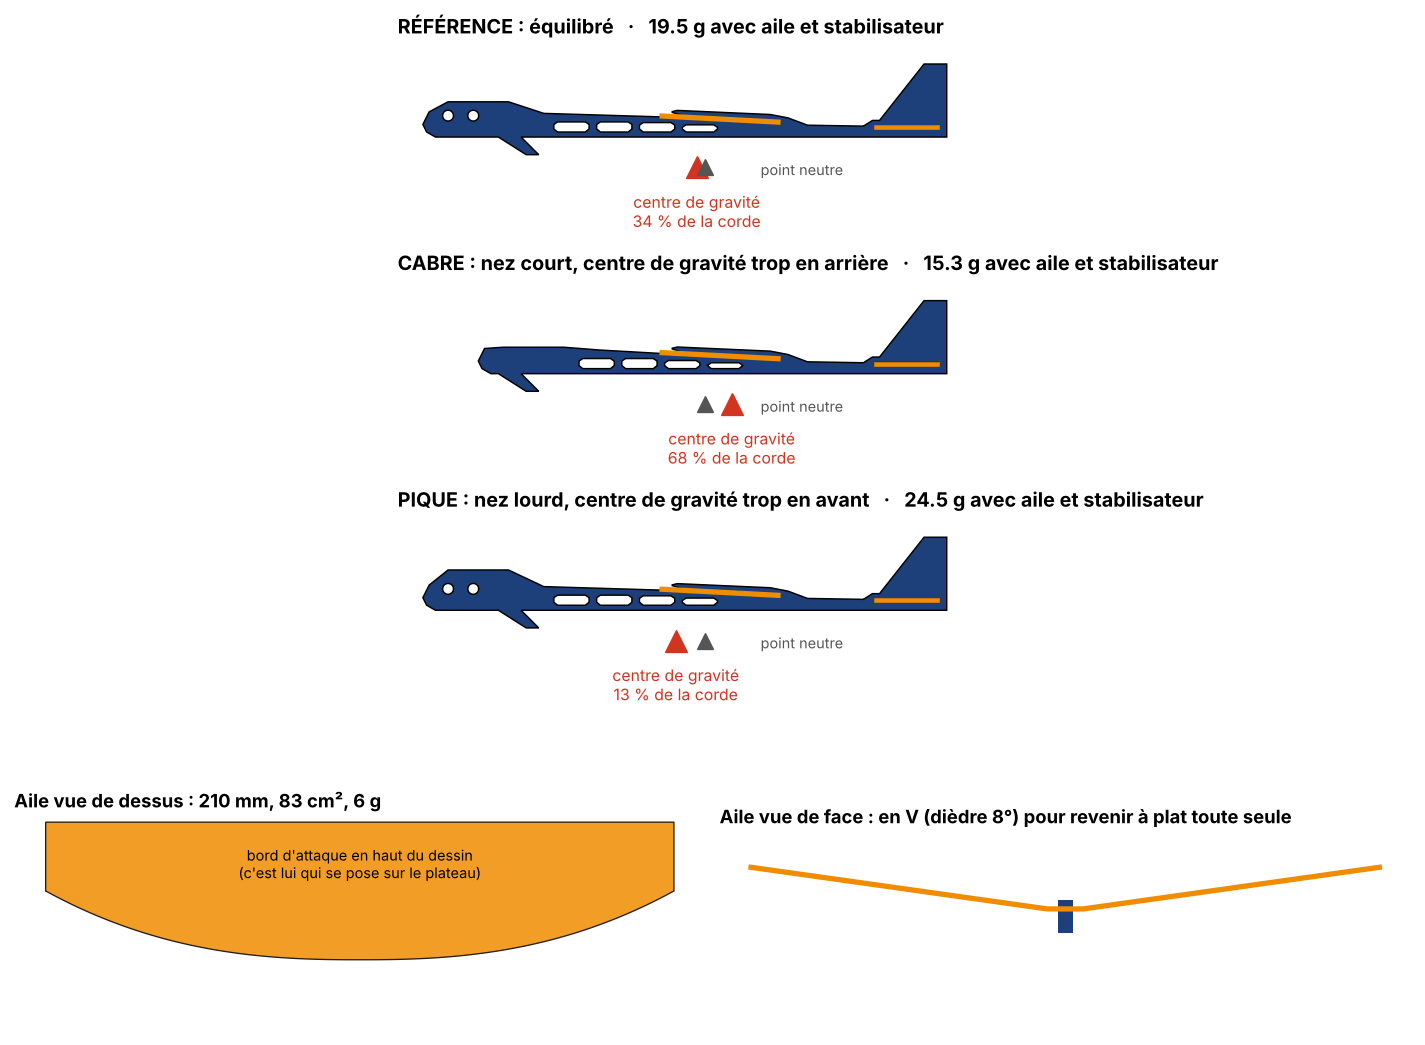 RÉFÉRENCE : équilibré · 19.5 g avec aile et stabilisateur
point neutre
centre de gravité
34 % de la corde
CABRE : nez court, centre de gravité trop en arrière · 15.3 g avec aile et stabilisateur
point neutre
centre de gravité
68 % de la corde
PIQUE : nez lourd, centre de gravité trop en avant · 24.5 g avec aile et stabilisateur
point neutre
centre de gravité
13 % de la corde
Aile vue de dessus : 210 mm, 83 cm², 6 g
bord d'attaque en haut du dessin
(c'est lui qui se pose sur le plateau)
Aile vue de face : en V (dièdre 8°) pour revenir à plat toute seule